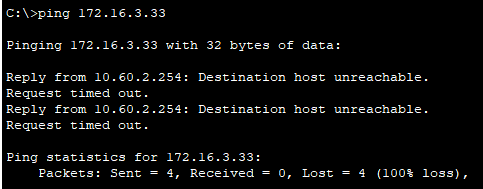 C:\>ping 172.16.3.33
Pinging 172.16.3.33 with 32 bytes of data:
Reply from 10.60.2.254: Destination host unreachable.
Request timed out.
Reply from 10.60.2.254: Destination host unreachable.
Request timed out.
Ping statistics for 172.16.3.33:
Packets: Sent = 4, Received = 0, Lost = 4 (100% loss),